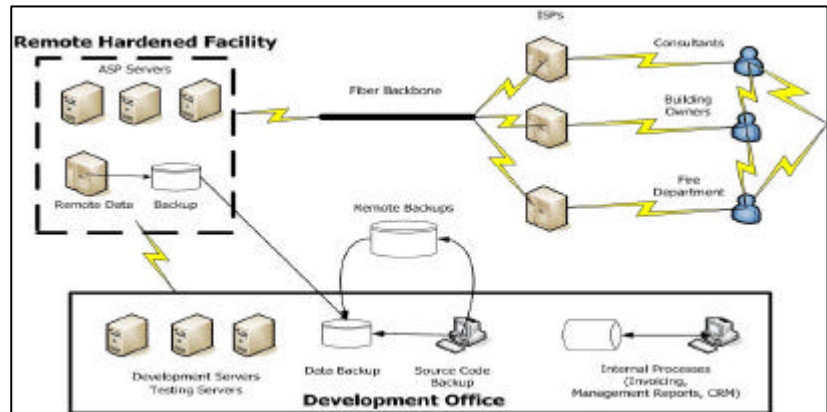 ISPs
Remote Hardened Facility
Consultants
ASP Servers
Fiber Backbone
Building
Owners
Fire
Department
Remote Data
Backup
Remote Backups
Development Servers
Testing Servers
Data Backup
Source Code
Backup
Internal Processes
(Invoicing,
Management Reports, CRM)
Development Office